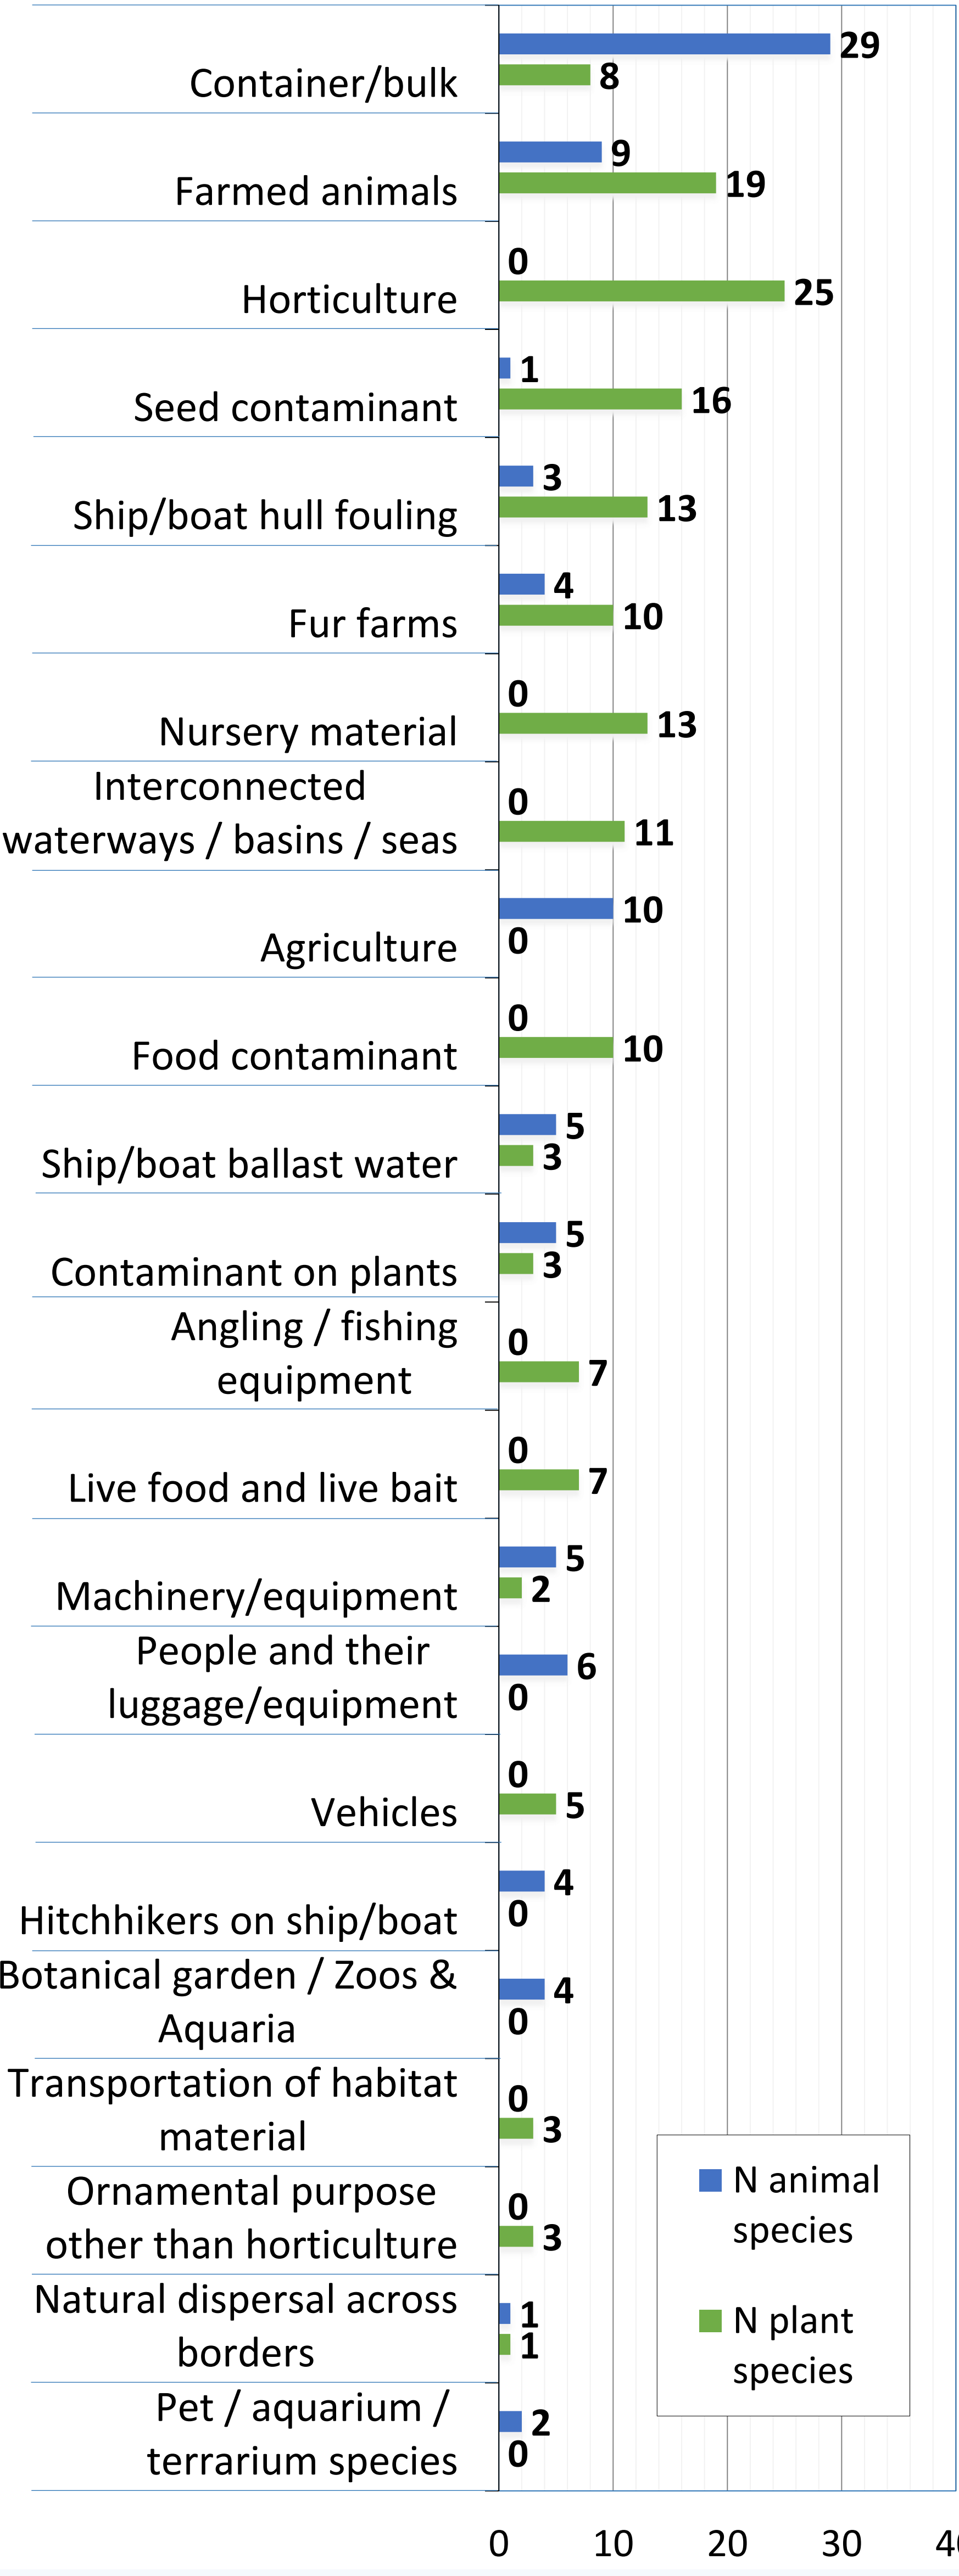 29
Container/bulk
8
9
Farmed animals
19
0
Horticulture
25
1
Seed contaminant
16
3
Ship/boat hull fouling
13
4
Fur farms
10
0
Nursery material
13
Interconnected
waterways / basins / seas
0
11
10
Agriculture
0
0
Food contaminant
10
5
Ship/boat ballast water
3
5
Contaminant on plants
3
Angling / fishing
equipment
0
7
0
Live food and live bait
7
5
Machinery/equipment
2
People and their
luggage/equipment
6
0
0
Vehicles
5
4
Hitchhikers on ship/boat
0
Botanical garden / Zoos &
Aquaria
4
0
Transportation of habitat
material
0
3
Ornamental purpose
other than horticulture
0
3
Natural dispersal across
borders
1
1
Pet / aquarium /
terrarium species
2
0
N animal
species
N plant
species
0 10 20 30